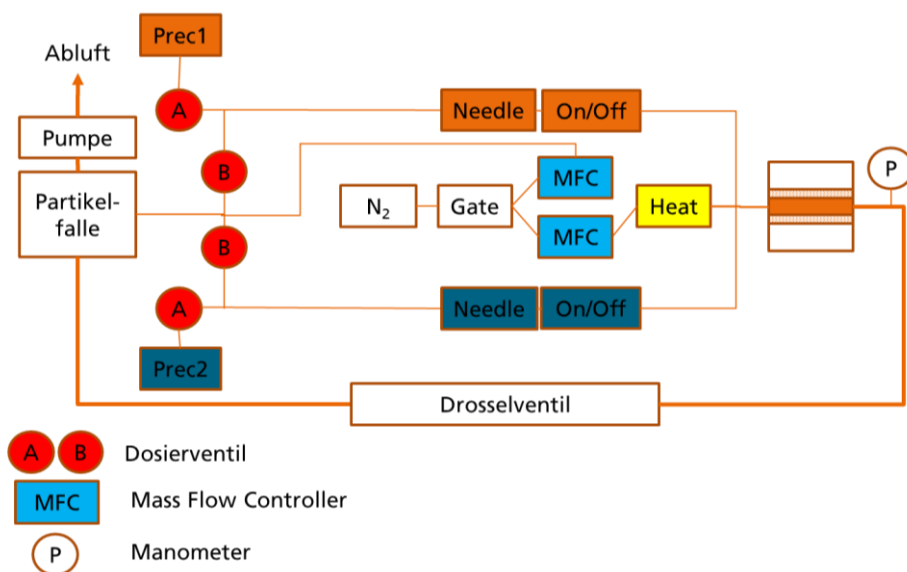 Prec1
Abluft
A
Needle
On/Off
Pumpe
B
MFC
P
Partikel-
falle
N₂
Gate
Heat
B
MFC
A
Needle
On/Off
Prec2
Drosselventil
A B Dosierventil
MFC Mass Flow Controller
P Manometer